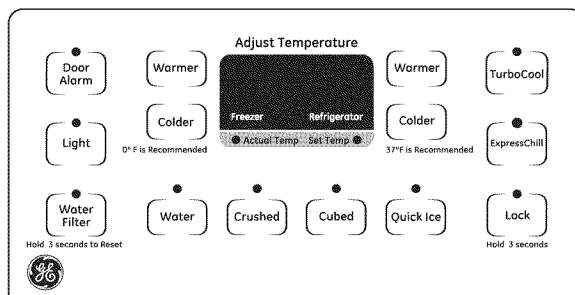 Adjust Temperature
Door
Alarm
Warmer
Warmer
TurboCool
Freezer
Refrigerator
Colder
Colder
Light
Actual Temp
Set Temp
ExpressChill
0° F is Recommended
37°F is Recommended
Water
Filter
Water
Crushed
Cubed
Quick Ice
Lock
Hold 3 seconds to Reset
Hold 3 seconds
GE